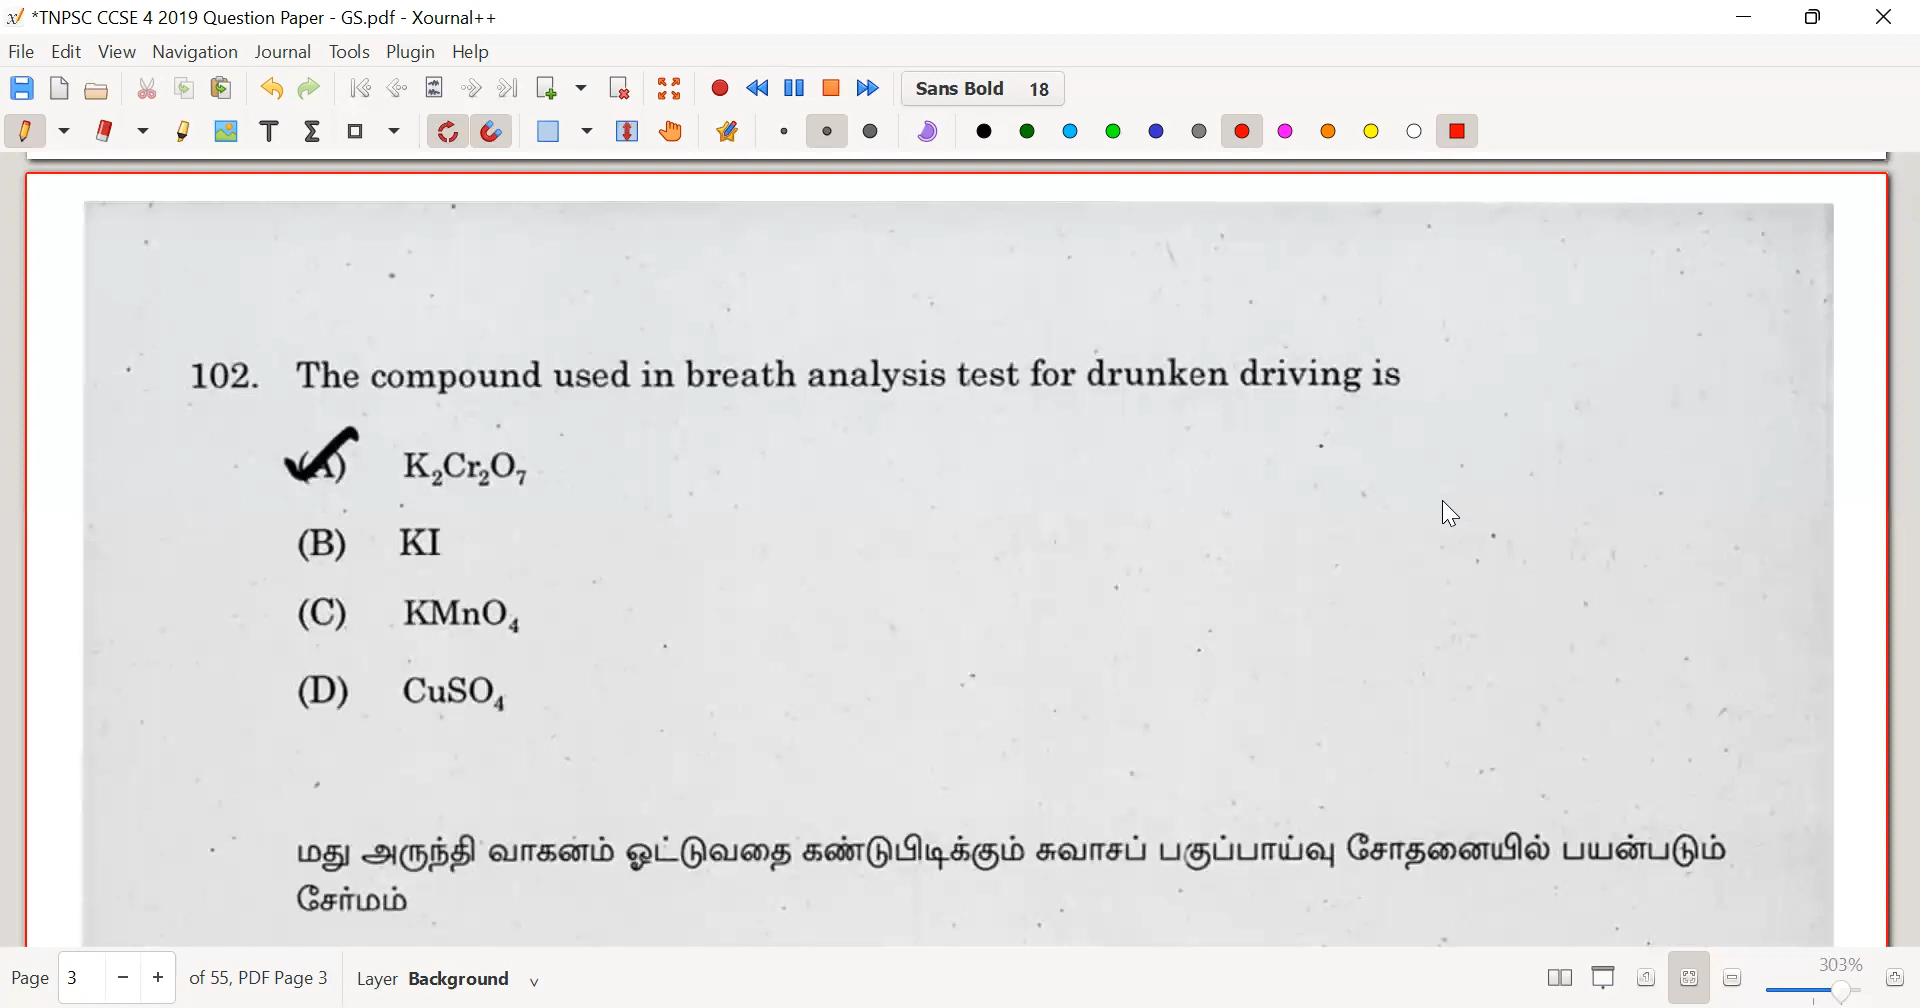 *TNPSC CCSE 4 2019 Question Paper - GS.pdf - Xournal++
File Edit View Navigation Journal Tools Plugin Help
Sans Bold 18
102. The compound used in breath analysis test for drunken driving is
(A) K₂Cr₂O₇
(B) KI
(C) KMnO₄
(D) CuSO₄
மது அருந்தி வாகனம் ஓட்டுவதை கண்டுபிடிக்கும் சுவாசப் பகுப்பாய்வு சோதனையில் பயன்படும்
சேர்மம்
Page 3 of 55, PDF Page 3 Layer Background 303%